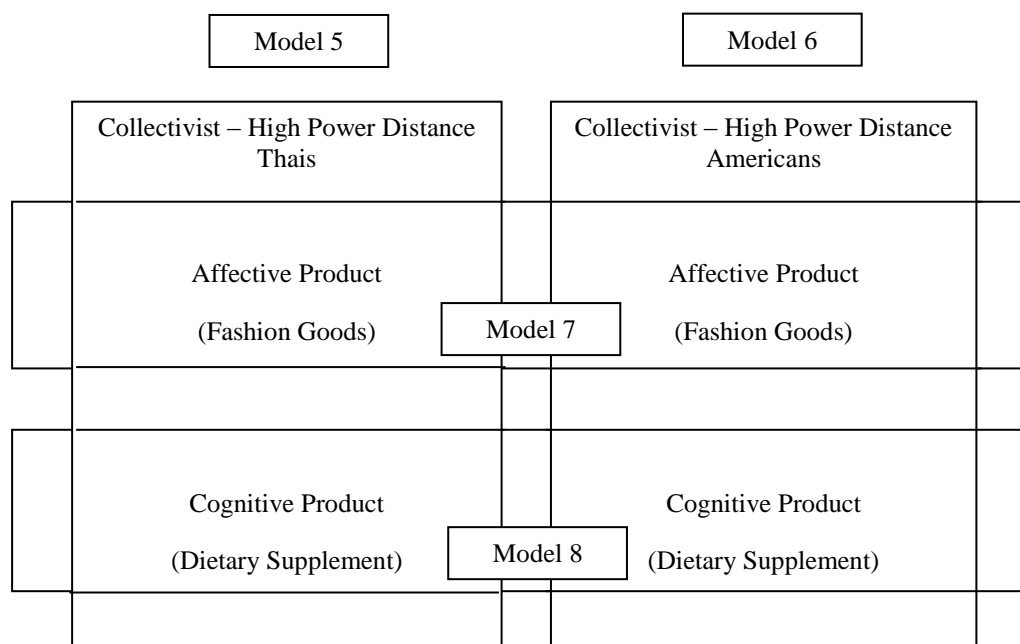 Model 5
Model 6
Collectivist – High Power Distance
Thais
Collectivist – High Power Distance
Americans
Affective Product
(Fashion Goods)
Affective Product
(Fashion Goods)
Model 7
Cognitive Product
(Dietary Supplement)
Cognitive Product
(Dietary Supplement)
Model 8